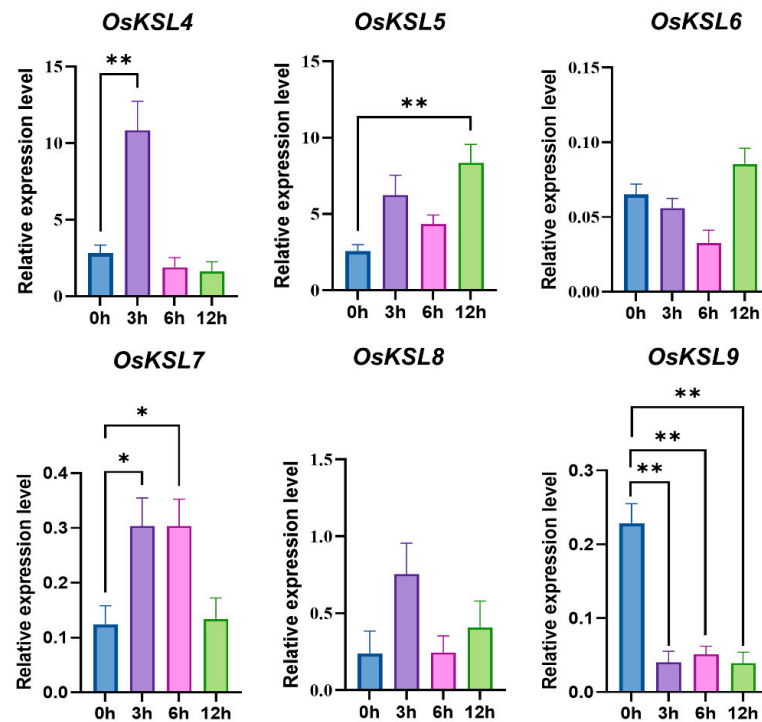 OsKSL4
Relative expression level
15
10
5
0
**
0h 3h 6h 12h
OsKSL5
Relative expression level
15
10
5
0
**
0h 3h 6h 12h
OsKSL6
Relative expression level
0.15
0.10
0.05
0.00
0h 3h 6h 12h
OsKSL7
Relative expression level
0.4
0.3
0.2
0.1
0.0
*
*
0h 3h 6h 12h
OsKSL8
Relative expression level
1.5
1.0
0.5
0.0
0h 3h 6h 12h
OsKSL9
Relative expression level
0.3
0.2
0.1
0.0
**
**
**
0h 3h 6h 12h